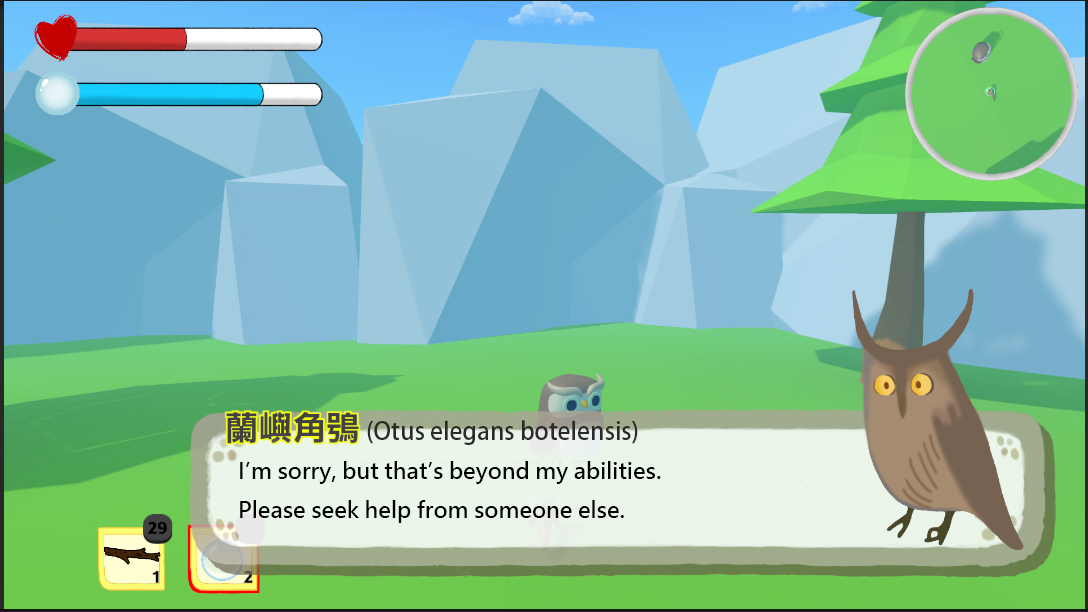 蘭嶼角鴞 (Otus elegans botelensis)
I'm sorry, but that's beyond my abilities.
Please seek help from someone else.
29
1
2